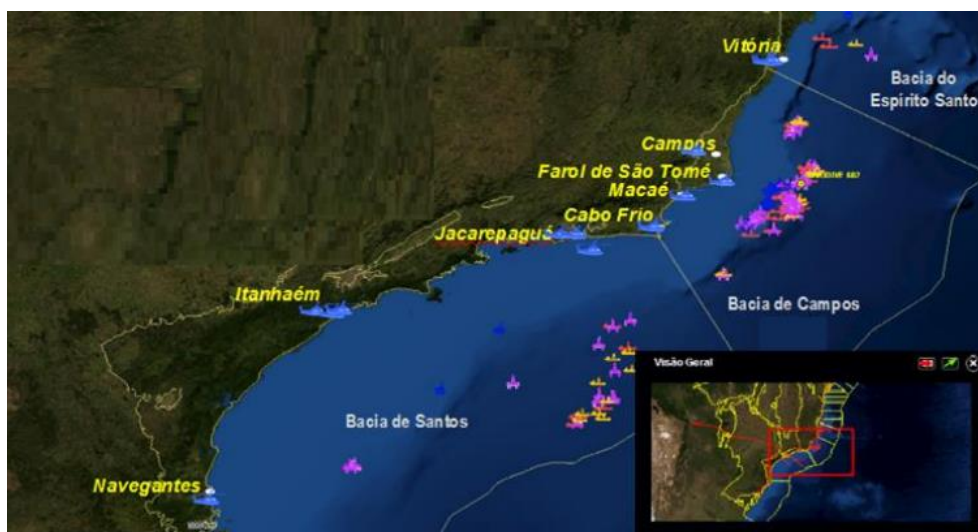 Vitória
Bacia do
Espirito Santo
Campos
Farol de São Tomé
Macaé
Cabo Frio
Jacarepaguá
Itanhaém
Bacia de Campos
Visão Geral
Bacia de Santos
Navegantes